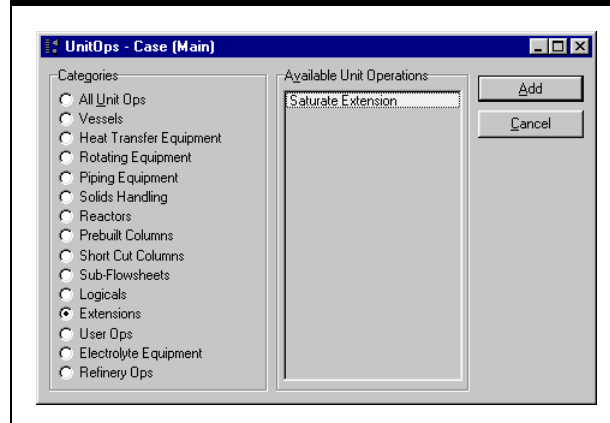 UnitOps - Case (Main)
Categories
All Unit Ops
Vessels
Heat Transfer Equipment
Rotating Equipment
Piping Equipment
Solids Handling
Reactors
Prebuilt Columns
Short Cut Columns
Sub-Flowsheets
Logicals
Extensions
User Ops
Electrolyte Equipment
Refinery Ops
Available Unit Operations
Saturate Extension
Add
Cancel